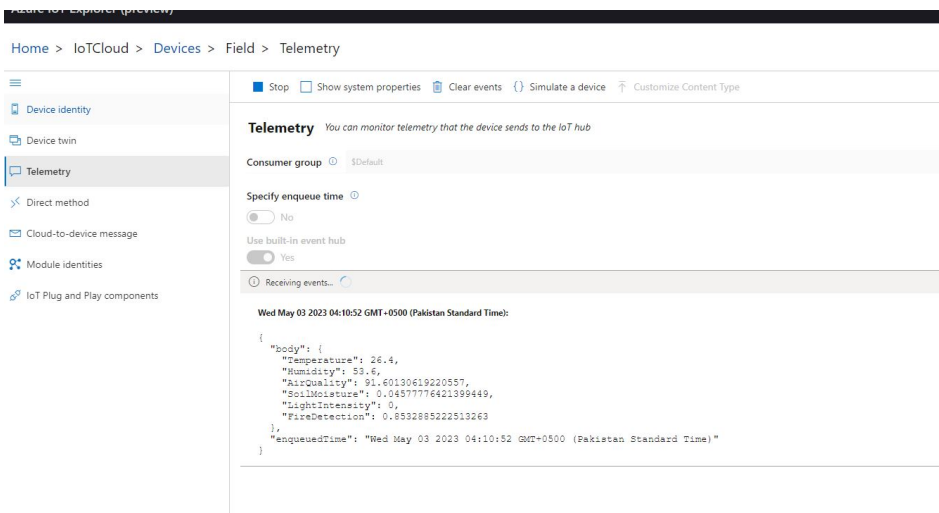 Azure IoT Explorer (preview)
Home > IoTCloud > Devices > Field > Telemetry
Stop Show system properties Clear events {} Simulate a device Customize Content Type
Device identity
Device twin
Telemetry
Direct method
Cloud-to-device message
Module identities
IoT Plug and Play components
Telemetry You can monitor telemetry that the device sends to the IoT hub
Consumer group $Default
Specify enqueue time
No
Use built-in event hub
Yes
Receiving events...
Wed May 03 2023 04:10:52 GMT+0500 (Pakistan Standard Time):
{
"body": {
"Temperature": 26.4,
"Humidity": 53.6,
"AirQuality": 91.60130619220557,
"SoilMoisture": 0.04577776421399449,
"LightIntensity": 0,
"FireDetection": 0.8532885222513263
},
"enqueuedTime": "Wed May 03 2023 04:10:52 GMT+0500 (Pakistan Standard Time)"
}